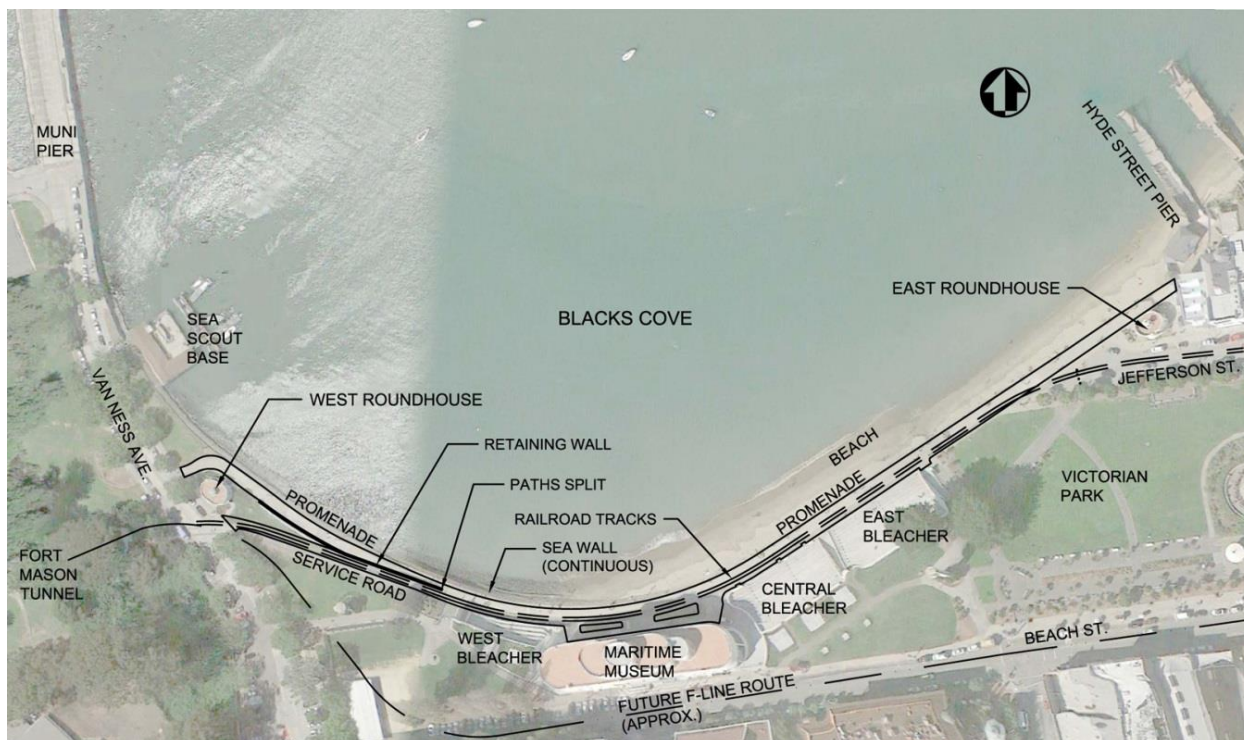 MUNI
PIER
HYDE STREET PIER
EAST ROUNDHOUSE
BLACKS COVE
SEA
SCOUT
BASE
JEFFERSON ST.
VAN NESS AVE
WEST ROUNDHOUSE
RETAINING WALL
BEACH
VICTORIAN
PARK
PATHS SPLIT
PROMENADE
PROMENADE
RAILROAD TRACKS
EAST
BLEACHER
SEA WALL
(CONTINUOUS)
FORT
MASON
TUNNEL
SERVICE ROAD
CENTRAL
BLEACHER
WEST
BLEACHER
MARITIME
MUSEUM
BEACH ST.
FUTURE F-LINE ROUTE
(APPROX.)